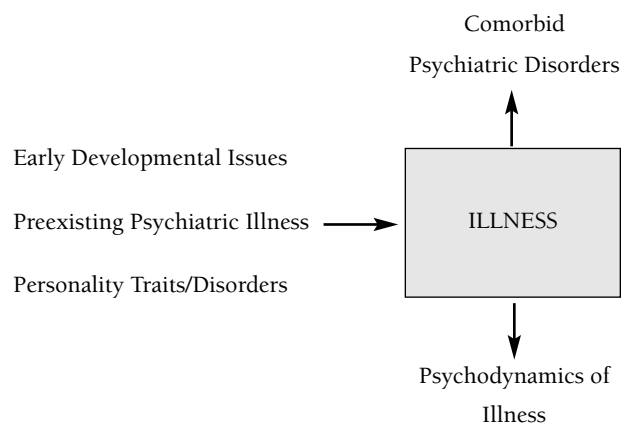 Comorbid
Psychiatric Disorders
Early Developmental Issues
Preexisting Psychiatric Illness
ILLNESS
Personality Traits/Disorders
Psychodynamics of
Illness